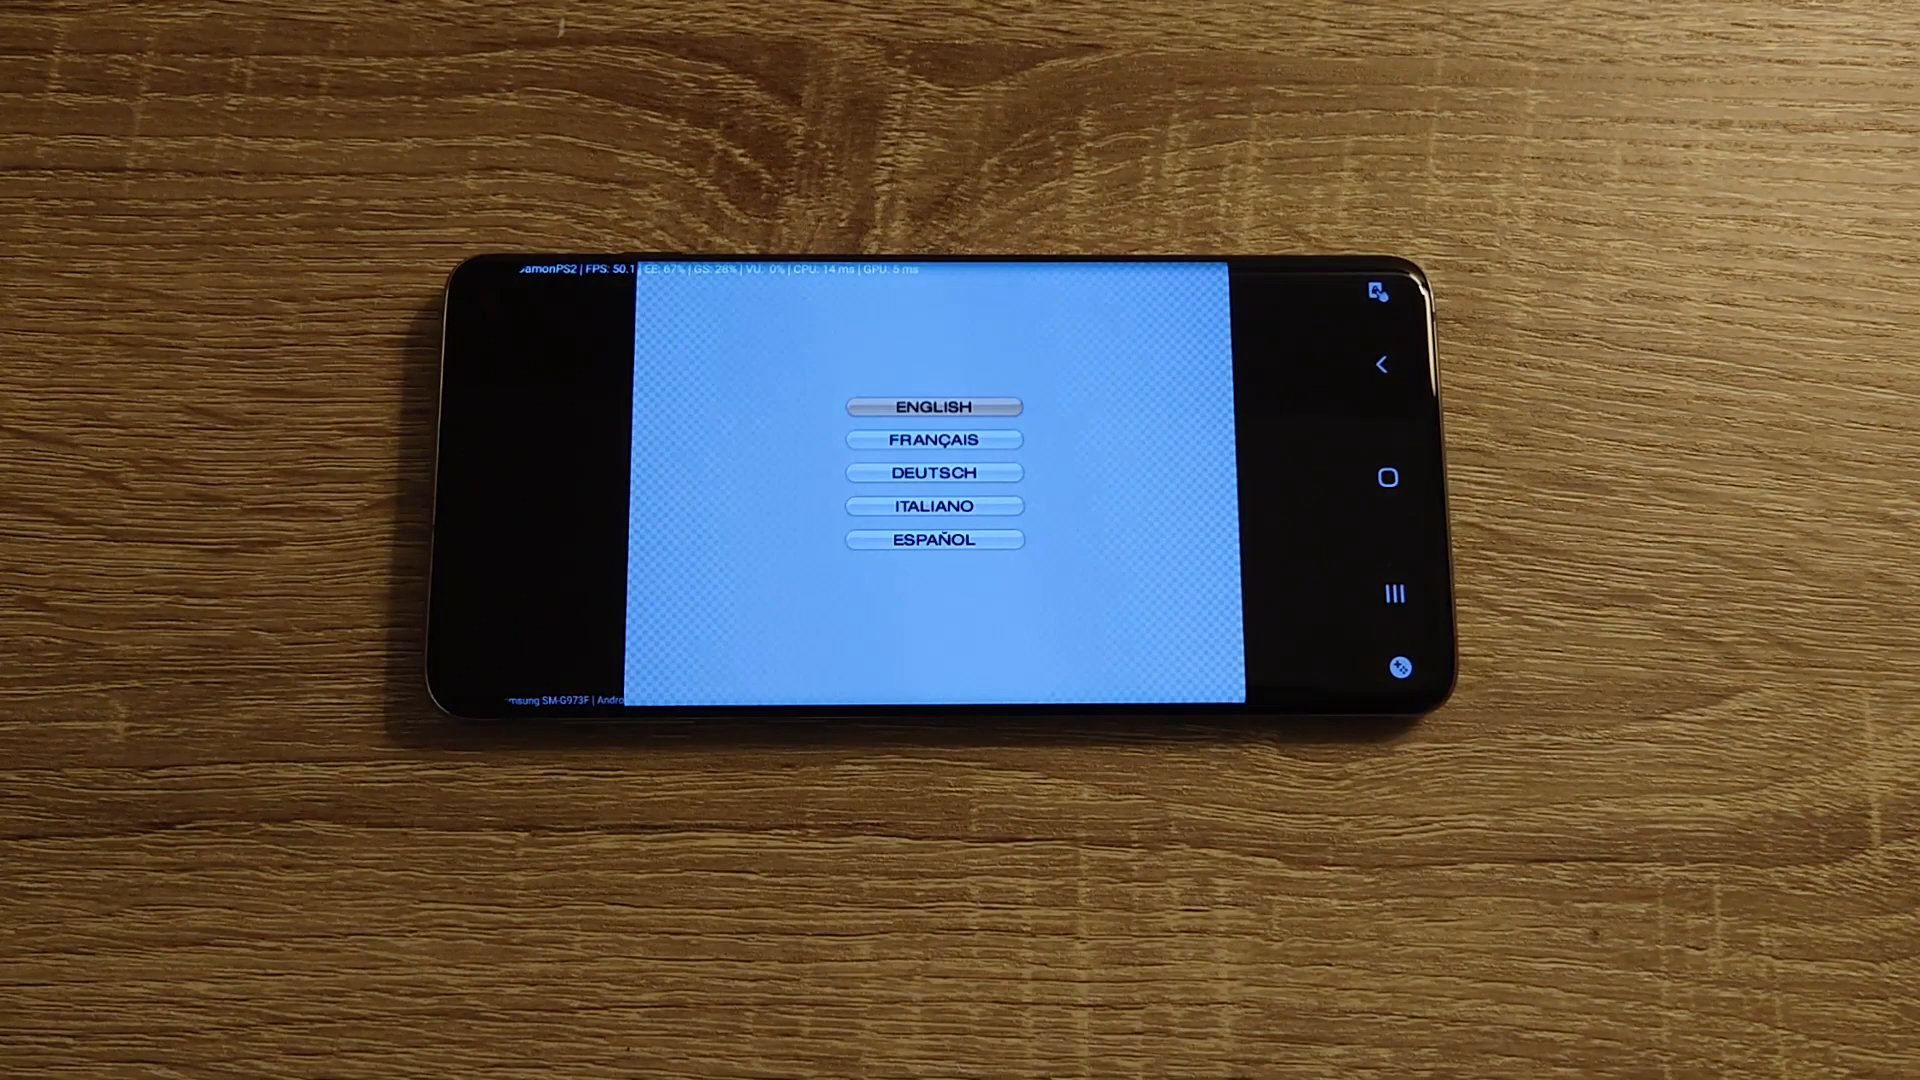 amonPS2 | FPS: 50.1 | EE: 67% | GS: 28% | VU: 0% | CPU: 14 ms | GPU: 5 ms
ENGLISH
FRANÇAIS
DEUTSCH
ITALIANO
ESPAÑOL
msung SM-G973F | Andro